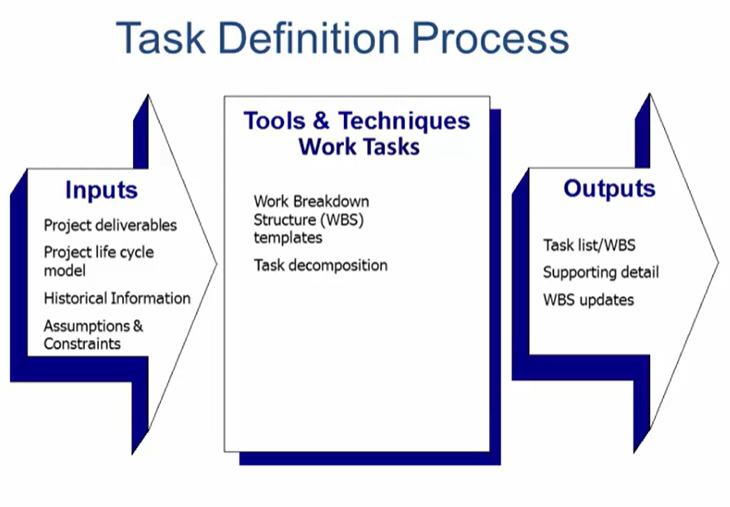 Task Definition Process
Inputs
Project deliverables
Project life cycle
model
Historical Information
Assumptions &
Constraints
Tools & Techniques
Work Tasks
Work Breakdown
Structure (WBS)
templates
Task decomposition
Outputs
Task list/WBS
Supporting detail
WBS updates